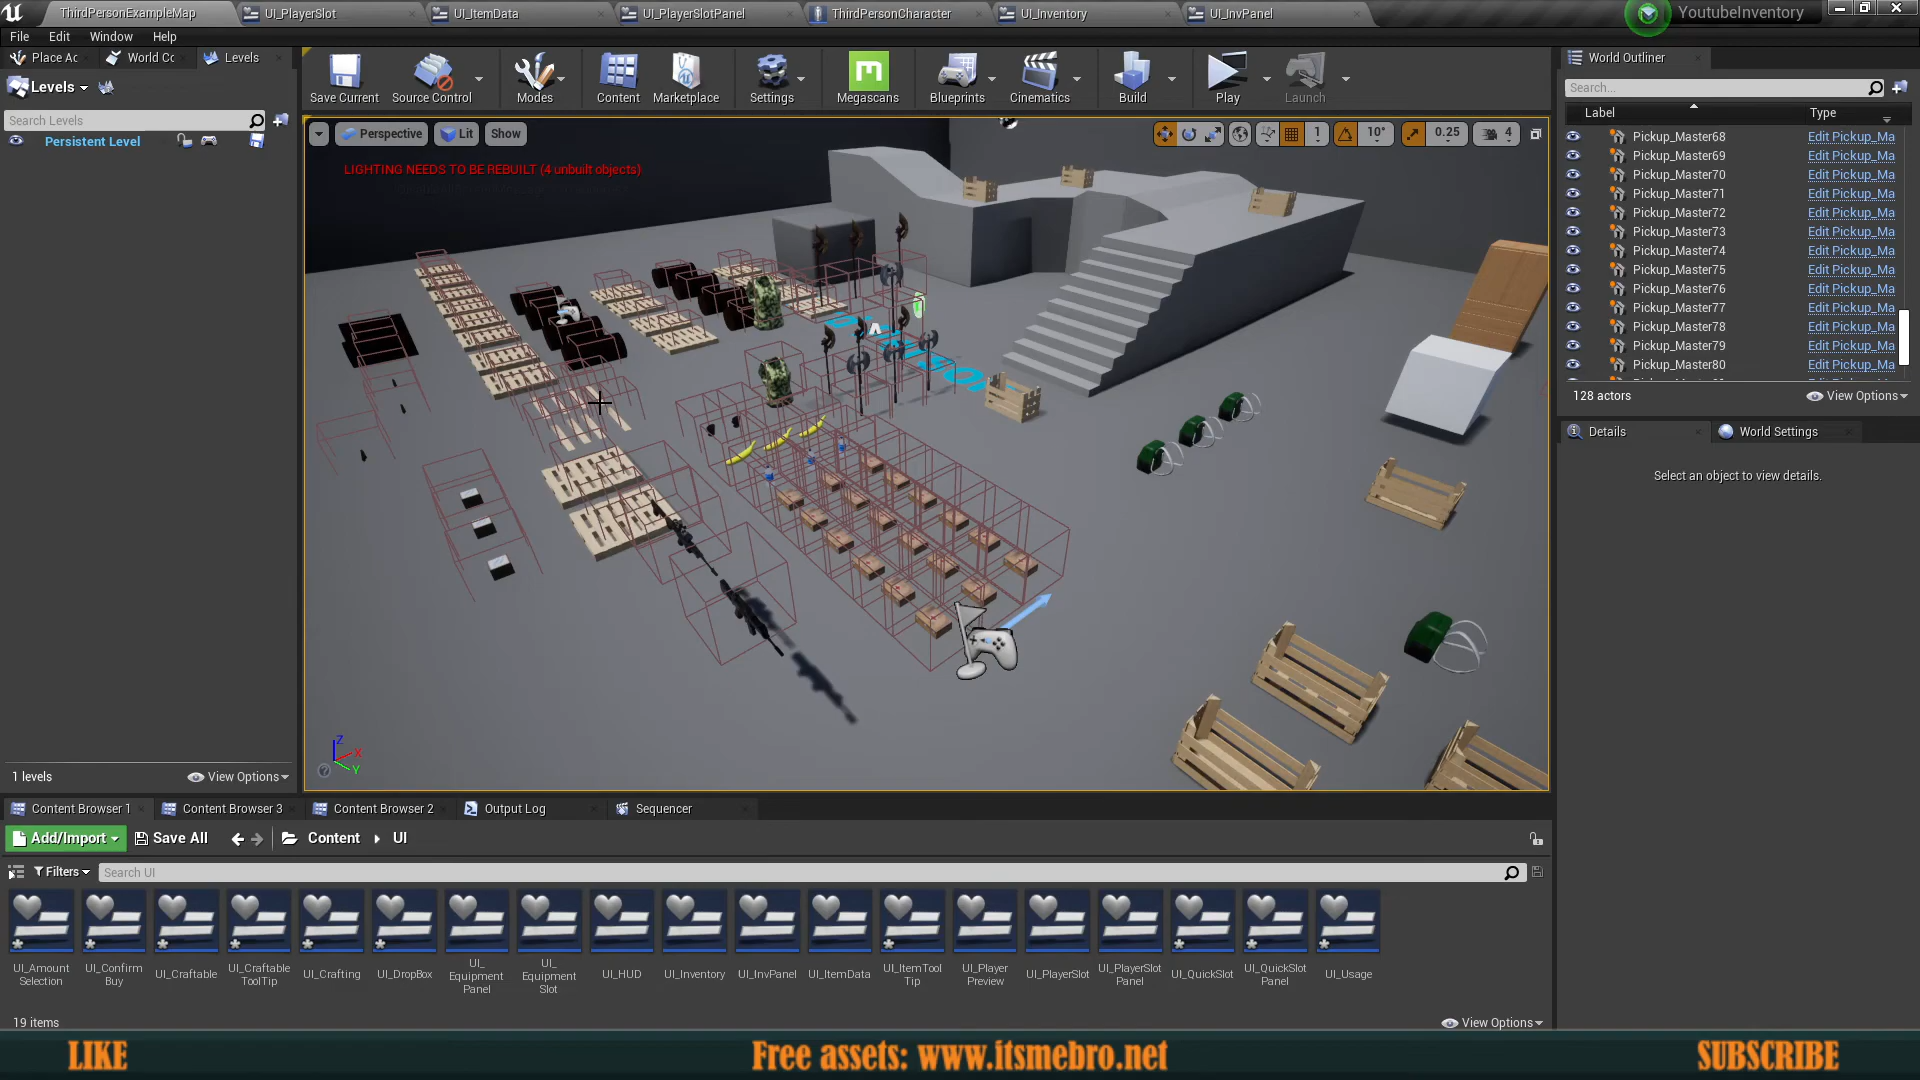 ThirdPersonExampleMap
UI_PlayerSlot
UI_ItemData
UI_PlayerSlotPanel
ThirdPersonCharacter
UI_Inventory
UI_InvPanel
YoutubeInventory
File
Edit
Window
Help
Place Ac
World Cc
Levels
Levels
Search Levels
Persistent Level
1 levels
View Options
Save Current
Source Control
Modes
Content
Marketplace
Settings
Megascans
Blueprints
Cinematics
Build
Play
Launch
Perspective
Lit
Show
1
10°
0.25
4
LIGHTING NEEDS TO BE REBUILT (4 unbuilt objects)
Z
X
Y
World Outliner
Search...
Label
Type
Pickup_Master68 Edit Pickup_Ma
Pickup_Master69 Edit Pickup_Ma
Pickup_Master70 Edit Pickup_Ma
Pickup_Master71 Edit Pickup_Ma
Pickup_Master72 Edit Pickup_Ma
Pickup_Master73 Edit Pickup_Ma
Pickup_Master74 Edit Pickup_Ma
Pickup_Master75 Edit Pickup_Ma
Pickup_Master76 Edit Pickup_Ma
Pickup_Master77 Edit Pickup_Ma
Pickup_Master78 Edit Pickup_Ma
Pickup_Master79 Edit Pickup_Ma
Pickup_Master80 Edit Pickup_Ma
128 actors
View Options
Details
World Settings
Select an object to view details.
Content Browser 1
Content Browser 3
Content Browser 2
Output Log
Sequencer
Add/Import
Save All
Content
UI
Filters
Search UI
UI_Amount
Selection
UI_Confirm
Buy
UI_Craftable
UI_Craftable
ToolTip
UI_Crafting
UI_DropBox
UI_
Equipment
Panel
UI_
Equipment
Slot
UI_HUD
UI_Inventory
UI_InvPanel
UI_ItemData
UI_ItemTool
Tip
UI_Player
Preview
UI_PlayerSlot
UI_PlayerSlot
Panel
UI_QuickSlot
UI_QuickSlot
Panel
UI_Usage
19 items
View Options
LIKE
Free assets: www.itsmebro.net
SUBSCRIBE